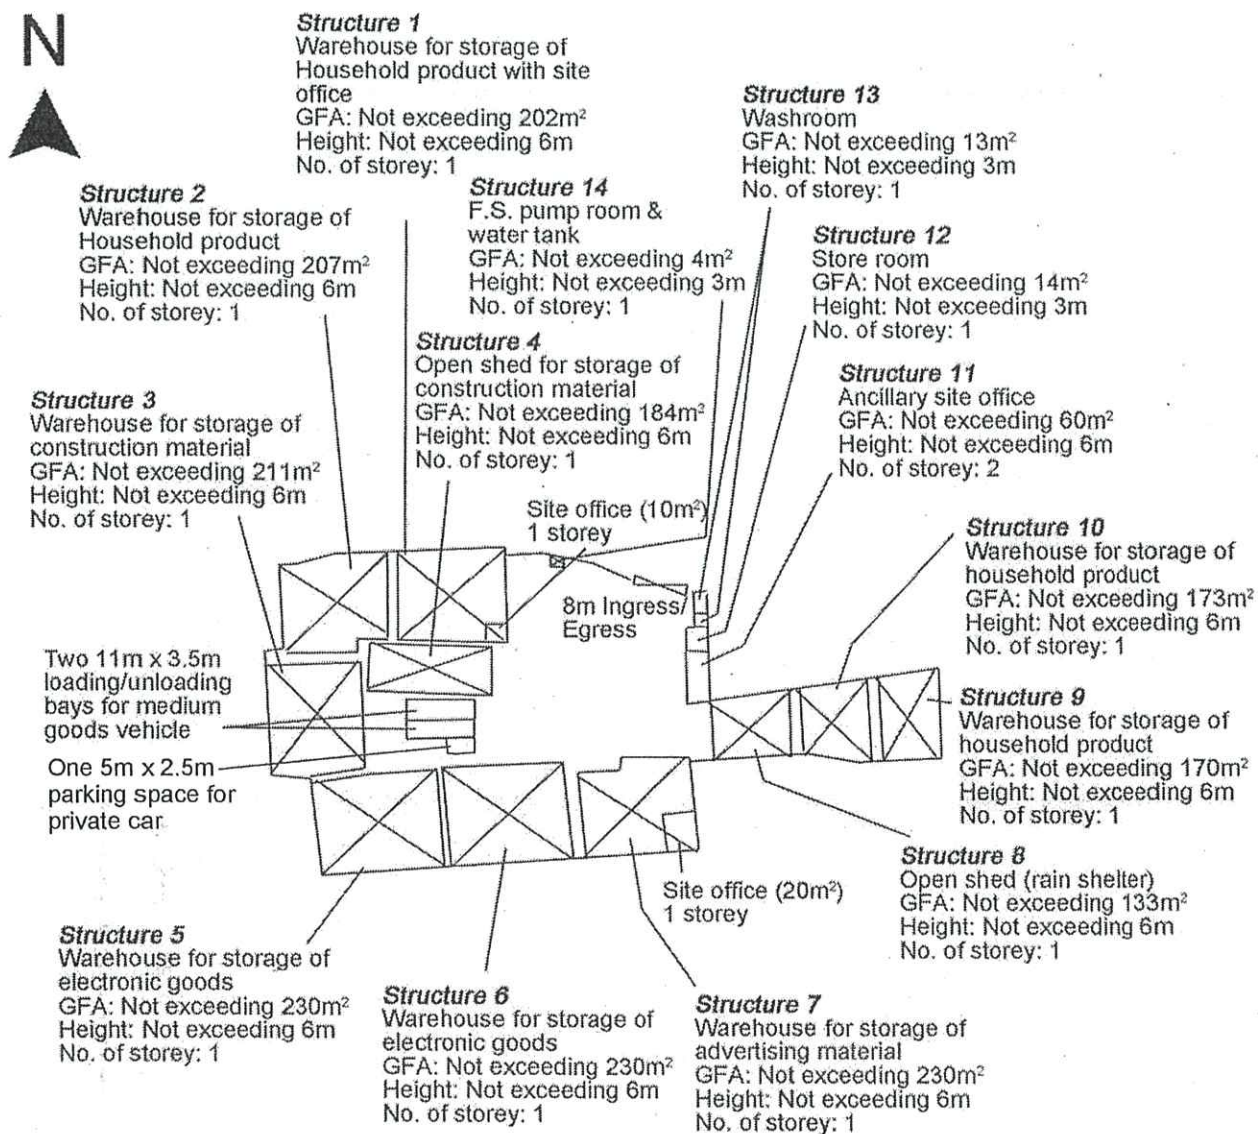 N
Structure 1
Warehouse for storage of
Household product with site
office
GFA: Not exceeding 202m²
Height: Not exceeding 6m
No. of storey: 1
Structure 13
Washroom
GFA: Not exceeding 13m²
Height: Not exceeding 3m
No. of storey: 1
Structure 2
Warehouse for storage of
Household product
GFA: Not exceeding 207m²
Height: Not exceeding 6m
No. of storey: 1
Structure 14
F.S. pump room &
water tank
GFA: Not exceeding 4m²
Height: Not exceeding 3m
No. of storey: 1
Structure 12
Store room
GFA: Not exceeding 14m²
Height: Not exceeding 3m
No. of storey: 1
Structure 4
Open shed for storage of
construction material
GFA: Not exceeding 184m²
Height: Not exceeding 6m
No. of storey: 1
Structure 11
Ancillary site office
GFA: Not exceeding 60m²
Height: Not exceeding 6m
No. of storey: 2
Structure 3
Warehouse for storage of
construction material
GFA: Not exceeding 211m²
Height: Not exceeding 6m
No. of storey: 1
Site office (10m²)
1 storey
Structure 10
Warehouse for storage of
household product
GFA: Not exceeding 173m²
Height: Not exceeding 6m
No. of storey: 1
8m Ingress/
Egress
Two 11m x 3.5m
loading/unloading
bays for medium
goods vehicle
One 5m x 2.5m
parking space for
private car
Structure 9
Warehouse for storage of
household product
GFA: Not exceeding 170m²
Height: Not exceeding 6m
No. of storey: 1
Structure 8
Open shed (rain shelter)
GFA: Not exceeding 133m²
Height: Not exceeding 6m
No. of storey: 1
Site office (20m²)
1 storey
Structure 5
Warehouse for storage of
electronic goods
GFA: Not exceeding 230m²
Height: Not exceeding 6m
No. of storey: 1
Structure 6
Warehouse for storage of
electronic goods
GFA: Not exceeding 230m²
Height: Not exceeding 6m
No. of storey: 1
Structure 7
Warehouse for storage of
advertising material
GFA: Not exceeding 230m²
Height: Not exceeding 6m
No. of storey: 1